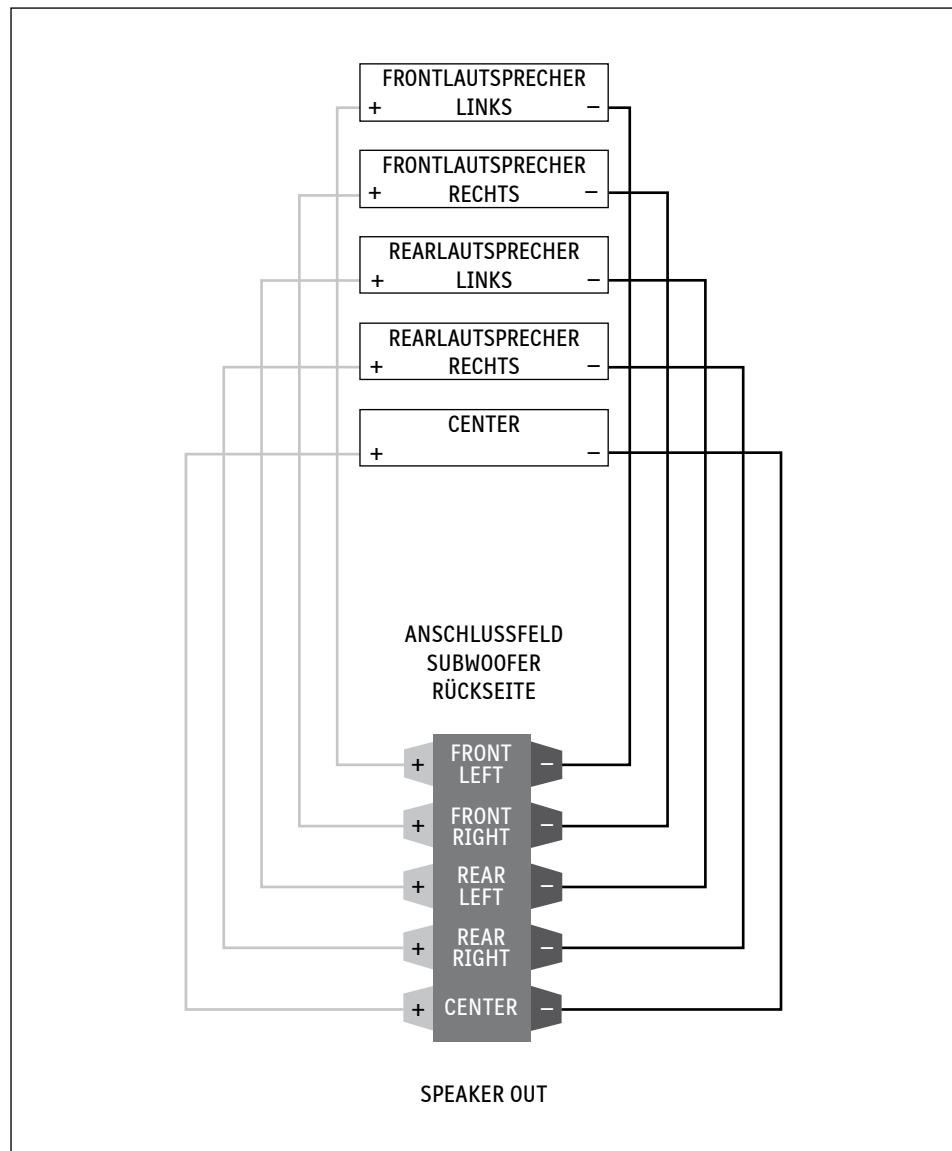 FRONTLAUTSPRECHER
+ LINKS −
FRONTLAUTSPRECHER
+ RECHTS −
REARLAUTSPRECHER
+ LINKS −
REARLAUTSPRECHER
+ RECHTS −
CENTER
+ −
ANSCHLUSSFELD
SUBWOOFER
RÜCKSEITE
FRONT
+ LEFT −
FRONT
+ RIGHT −
REAR
+ LEFT −
REAR
+ RIGHT −
+ CENTER −
SPEAKER OUT